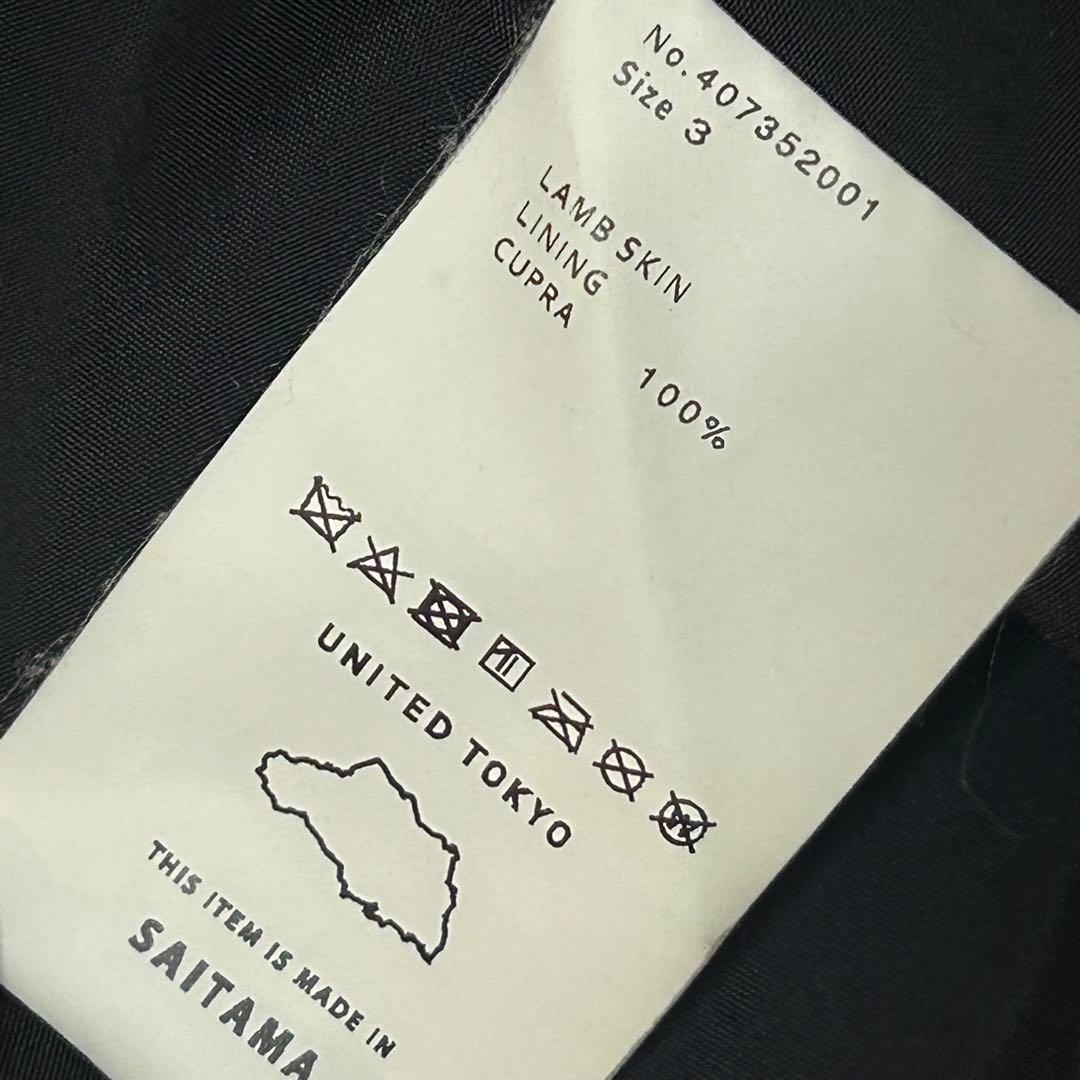 No.407352001
Size 3
LAMB SKIN
LINING
CUPRA 100%
UNITED TOKYO
THIS ITEM IS MADE IN
SAITAMA